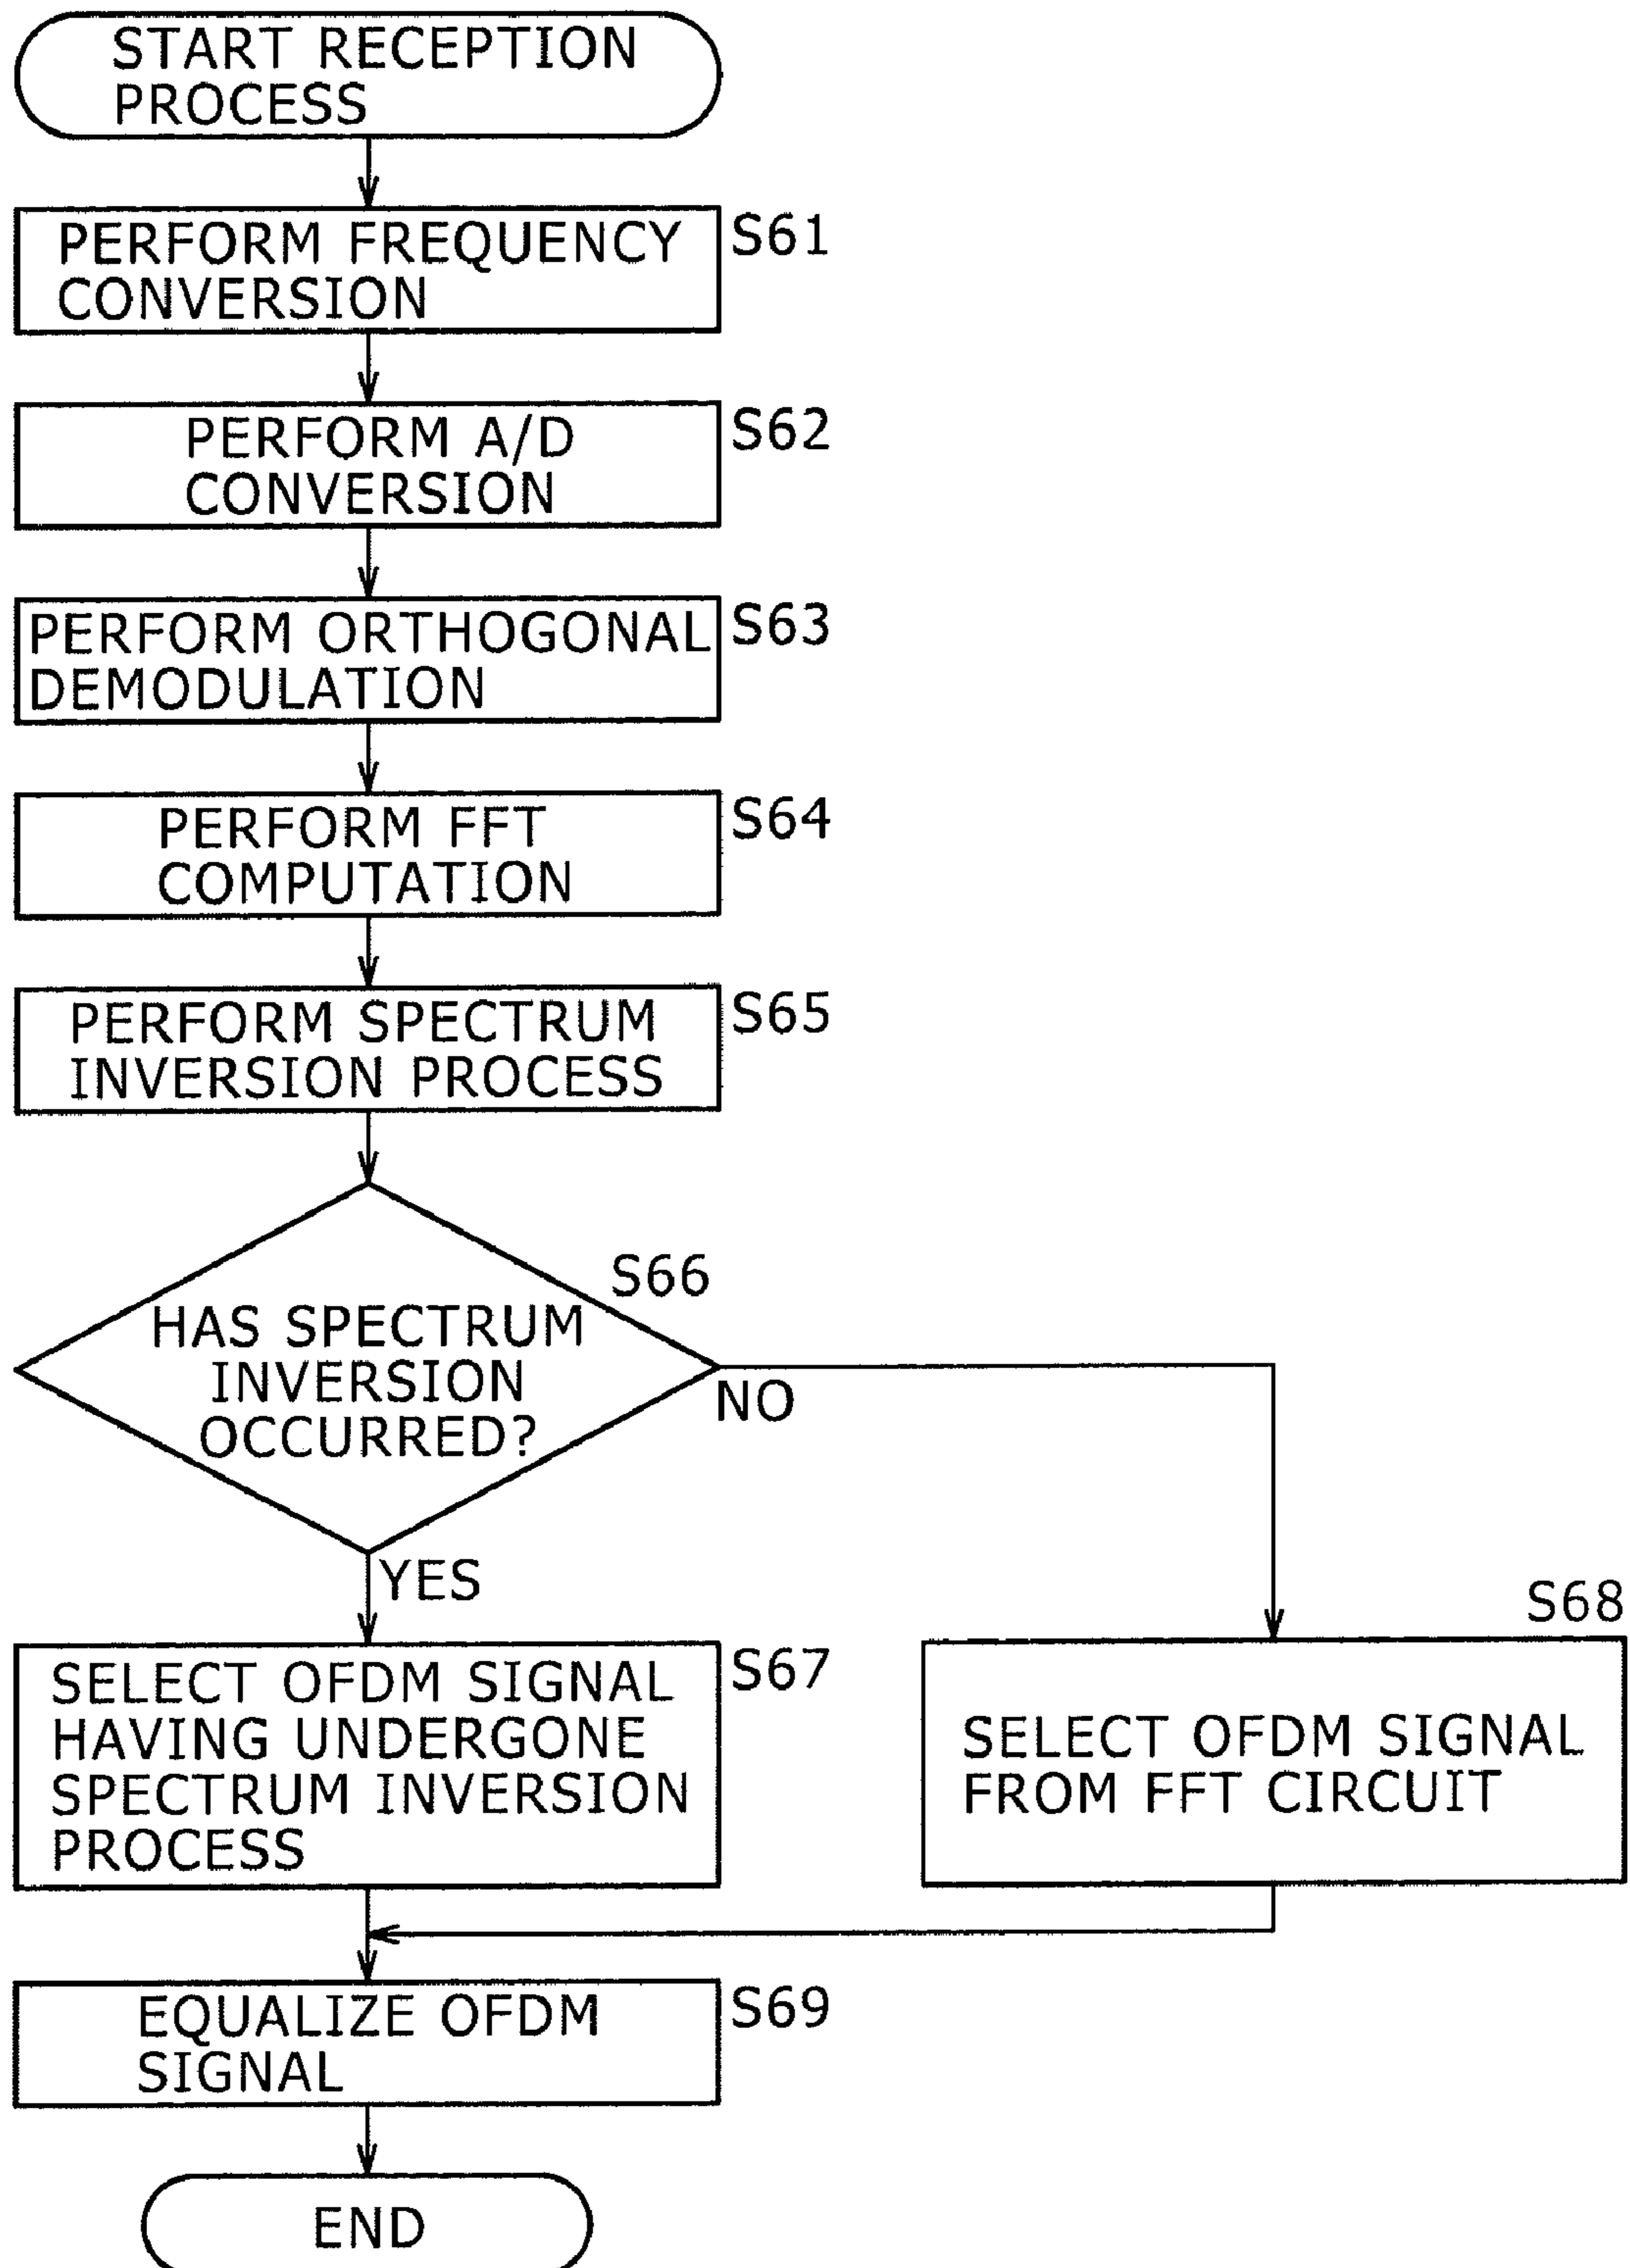 START RECEPTION
PROCESS
PERFORM FREQUENCY
CONVERSION
S61
PERFORM A/D
CONVERSION
S62
PERFORM ORTHOGONAL
DEMODULATION
S63
PERFORM FFT
COMPUTATION
S64
PERFORM SPECTRUM
INVERSION PROCESS
S65
S66
HAS SPECTRUM
INVERSION
OCCURRED?
NO
YES
SELECT OFDM SIGNAL
HAVING UNDERGONE
SPECTRUM INVERSION
PROCESS
S67
S68
SELECT OFDM SIGNAL
FROM FFT CIRCUIT
EQUALIZE OFDM
SIGNAL
S69
END